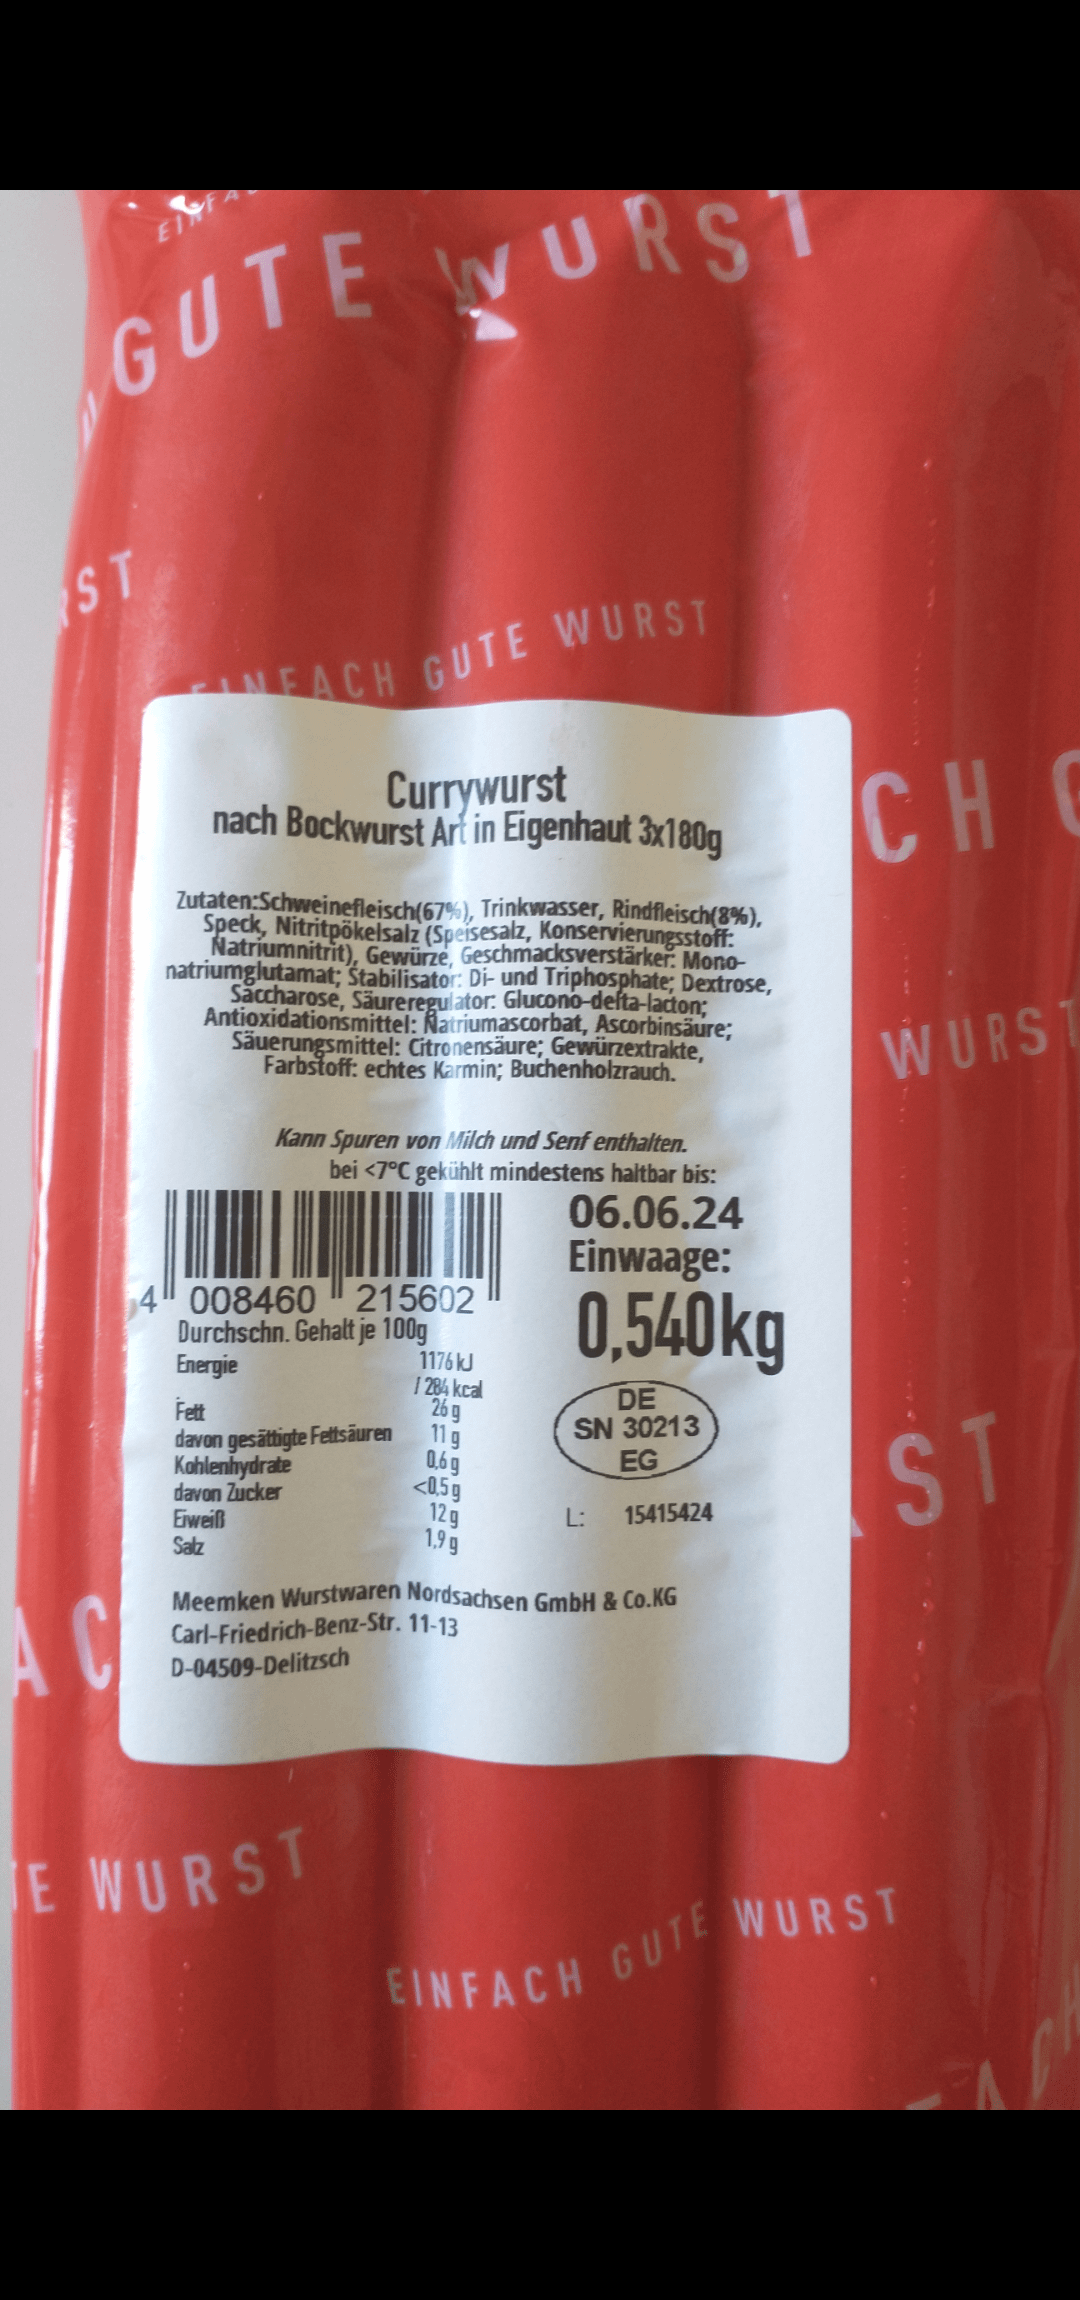 GUTE WURST
ST
EINFACH GUTE WURST
CH G
Currywurst
nach Bockwurst Art in Eigenhaut 3x180g
Zutaten:Schweinefleisch(67%), Trinkwasser, Rindfleisch(8%),
Speck, Nitritpökelsalz (Speisesalz, Konservierungsstoff:
Natriumnitrit), Gewürze, Geschmacksverstärker: Mono-
natriumglutamat; Stabilisator: Di- und Triphosphate; Dextrose,
Saccharose, Säureregulator: Glucono-delta-lacton;
Antioxidationsmittel: Natriumascorbat, Ascorbinsäure;
Säuerungsmittel: Citronensäure; Gewürzextrakte,
Farbstoff: echtes Karmin; Buchenholzrauch.
WURST
Kann Spuren von Milch und Senf enthalten.
bei <7°C gekühlt mindestens haltbar bis:
06.06.24
Einwaage:
0,540kg
4 008460 215602
Durchschn. Gehalt je 100g
Energie 1176 kJ
/ 284 kcal
Fett 26 g
davon gesättigte Fettsäuren 11 g
Kohlenhydrate 0,6 g
davon Zucker <0,5 g
Eiweiß 12 g
Salz 1,9 g
DE
SN 30213
EG
L: 15415424
ST
Meemken Wurstwaren Nordsachsen GmbH & Co.KG
Carl-Friedrich-Benz-Str. 11-13
D-04509-Delitzsch
AC
TE WURST
EINFACH GUTE WURST